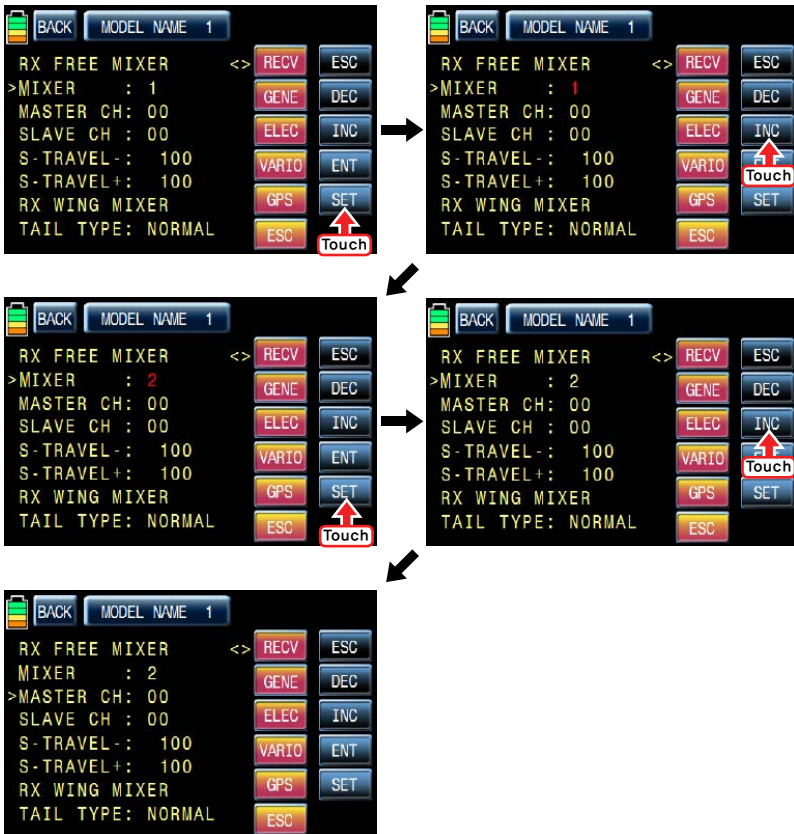 BACK MODEL NAME 1
RX FREE MIXER <> RECV ESC
>MIXER : 1 GENE DEC
MASTER CH: 00
SLAVE CH : 00 ELEC INC
S-TRAVEL-: 100 VARIO ENT
S-TRAVEL+: 100
RX WING MIXER GPS SET
TAIL TYPE: NORMAL ESC Touch
BACK MODEL NAME 1
RX FREE MIXER <> RECV ESC
>MIXER : 1 GENE DEC
MASTER CH: 00
SLAVE CH : 00 ELEC INC
S-TRAVEL-: 100 VARIO
S-TRAVEL+: 100 Touch
RX WING MIXER GPS SET
TAIL TYPE: NORMAL ESC
BACK MODEL NAME 1
RX FREE MIXER <> RECV ESC
>MIXER : 2 GENE DEC
MASTER CH: 00
SLAVE CH : 00 ELEC INC
S-TRAVEL-: 100 VARIO ENT
S-TRAVEL+: 100
RX WING MIXER GPS SET
TAIL TYPE: NORMAL ESC Touch
BACK MODEL NAME 1
RX FREE MIXER <> RECV ESC
>MIXER : 2 GENE DEC
MASTER CH: 00
SLAVE CH : 00 ELEC INC
S-TRAVEL-: 100 VARIO
S-TRAVEL+: 100 Touch
RX WING MIXER GPS SET
TAIL TYPE: NORMAL ESC
BACK MODEL NAME 1
RX FREE MIXER <> RECV ESC
MIXER : 2 GENE DEC
>MASTER CH: 00
SLAVE CH : 00 ELEC INC
S-TRAVEL-: 100 VARIO ENT
S-TRAVEL+: 100
RX WING MIXER GPS SET
TAIL TYPE: NORMAL ESC